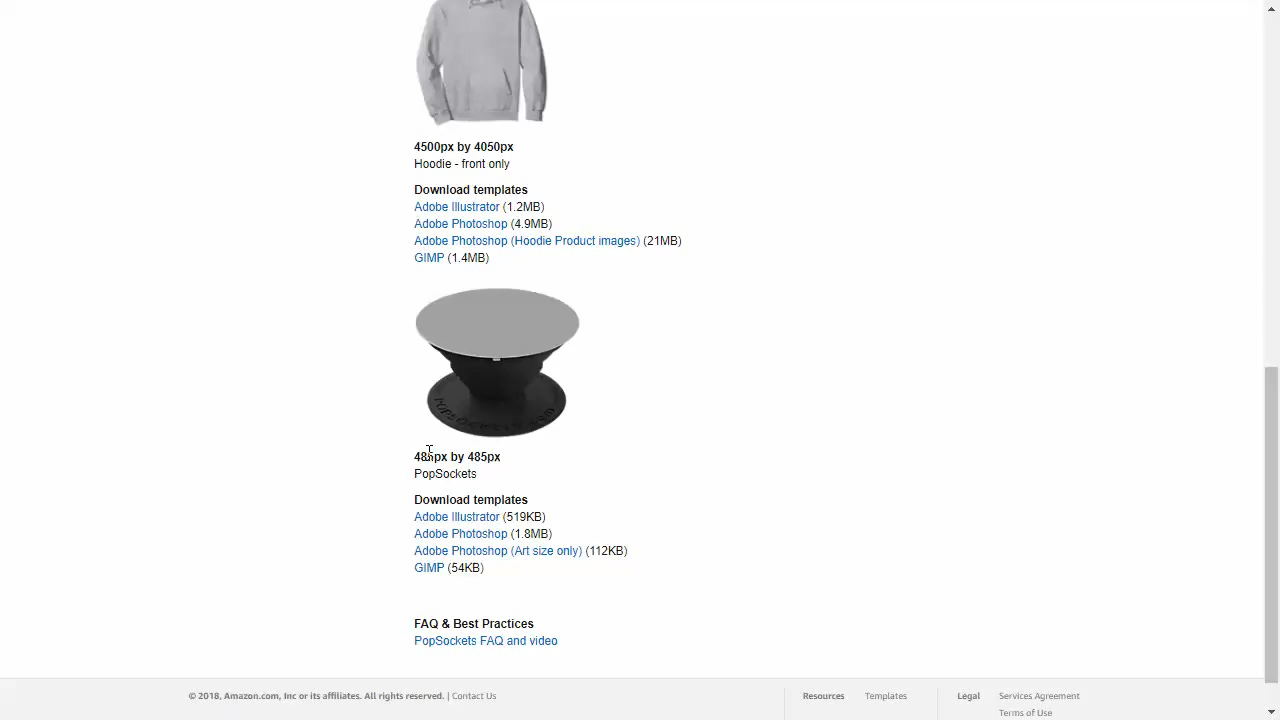 4500px by 4050px
Hoodie - front only
Download templates
Adobe Illustrator (1.2MB)
Adobe Photoshop (4.9MB)
Adobe Photoshop (Hoodie Product images) (21MB)
GIMP (1.4MB)
485px by 485px
PopSockets
Download templates
Adobe Illustrator (519KB)
Adobe Photoshop (1.8MB)
Adobe Photoshop (Art size only) (112KB)
GIMP (54KB)
FAQ & Best Practices
PopSockets FAQ and video
© 2018, Amazon.com, Inc or its affiliates. All rights reserved. | Contact Us
Resources Templates
Legal Services Agreement
Terms of Use